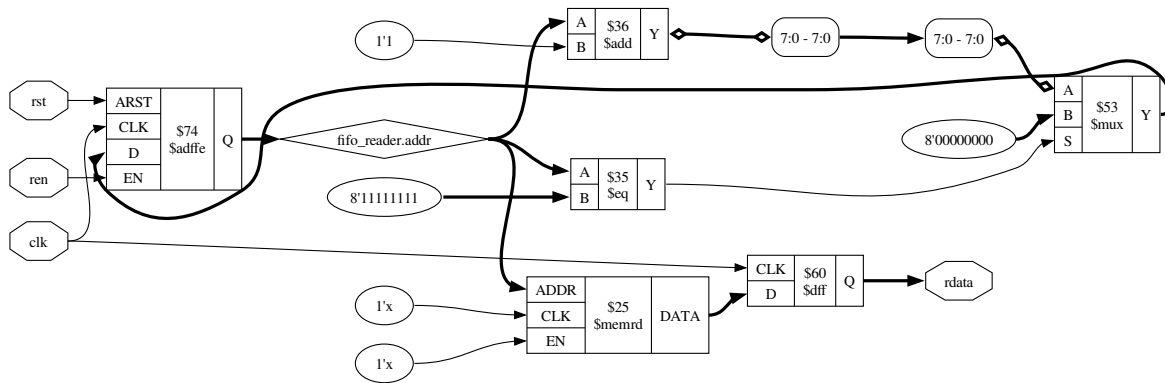 rst
ren
clk
ARST
CLK
D
EN
$74
$adffe
Q
fifo_reader.addr
1'1
A
B
$36
$add
Y
7:0 - 7:0
7:0 - 7:0
8'11111111
A
B
$35
$eq
Y
8'00000000
A
B
S
$53
$mux
Y
1'x
1'x
ADDR
CLK
EN
$25
$memrd
DATA
CLK
D
$60
$dff
Q
rdata